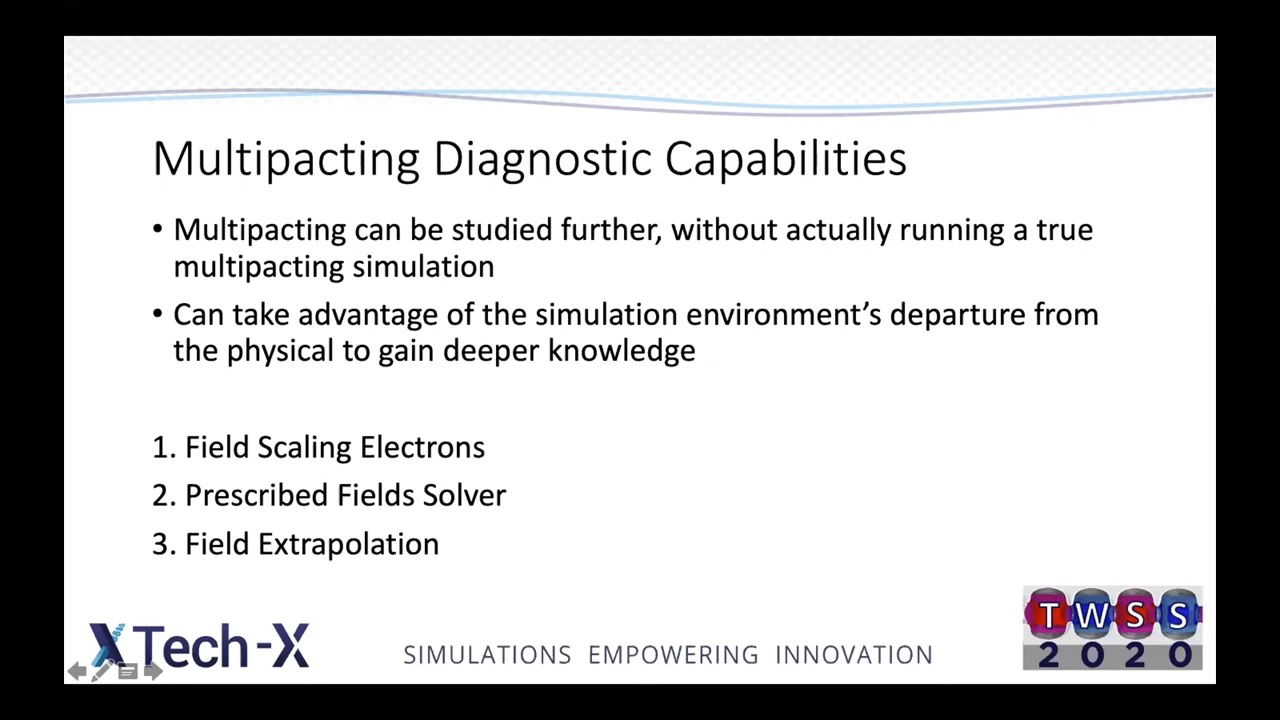 Multipacting Diagnostic Capabilities
• Multipacting can be studied further, without actually running a true
multipacting simulation
• Can take advantage of the simulation environment’s departure from
the physical to gain deeper knowledge
1. Field Scaling Electrons
2. Prescribed Fields Solver
3. Field Extrapolation
Tech-X
SIMULATIONS EMPOWERING INNOVATION
TWSS
2020